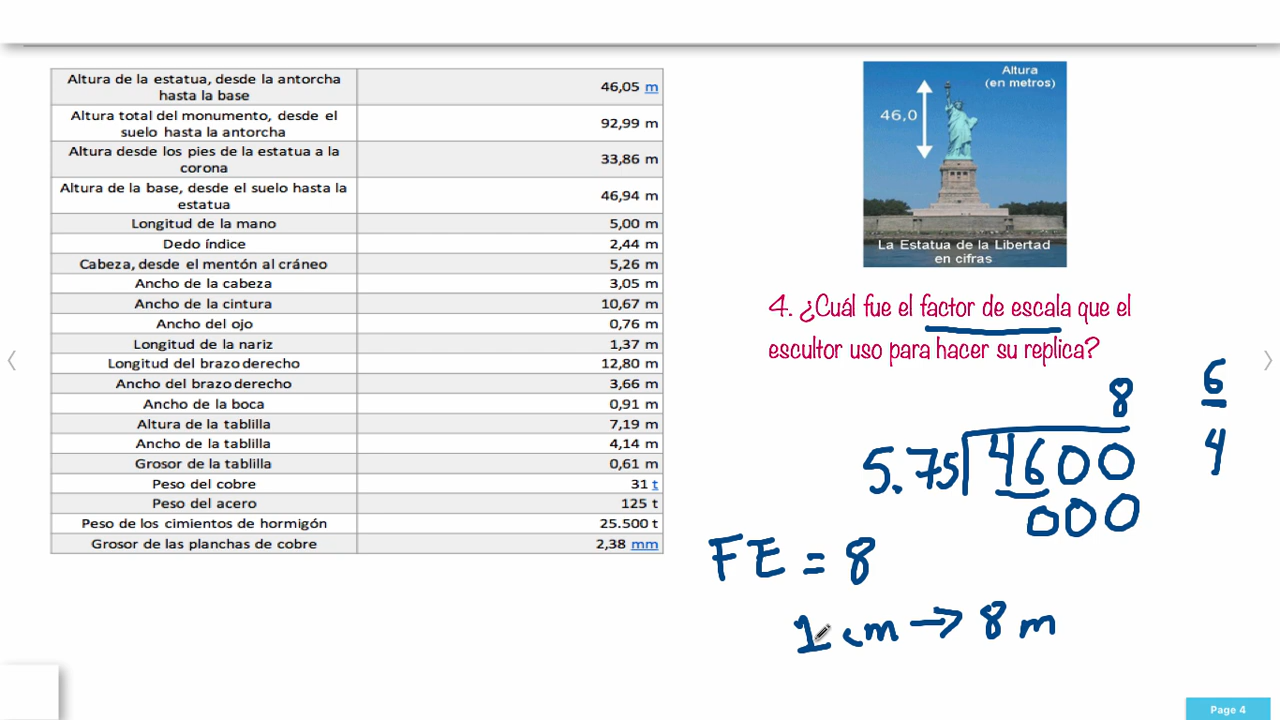 Altura de la estatua, desde la antorcha hasta la base 46,05 m
Altura total del monumento, desde el suelo hasta la antorcha 92,99 m
Altura desde los pies de la estatua a la corona 33,86 m
Altura de la base, desde el suelo hasta la estatua 46,94 m
Longitud de la mano 5,00 m
Dedo índice 2,44 m
Cabeza, desde el mentón al cráneo 5,26 m
Ancho de la cabeza 3,05 m
Ancho de la cintura 10,67 m
Ancho del ojo 0,76 m
Longitud de la nariz 1,37 m
Longitud del brazo derecho 12,80 m
Ancho del brazo derecho 3,66 m
Ancho de la boca 0,91 m
Altura de la tablilla 7,19 m
Ancho de la tablilla 4,14 m
Grosor de la tablilla 0,61 m
Peso del cobre 31 t
Peso del acero 125 t
Peso de los cimientos de hormigón 25.500 t
Grosor de las planchas de cobre 2,38 mm
Altura
(en metros)
46,0
La Estatua de la Libertad
en cifras
4. ¿Cuál fue el factor de escala que el
escultor uso para hacer su replica?
8
6
4
5.75 4600
000
FE = 8
1 cm → 8 m
Page 4